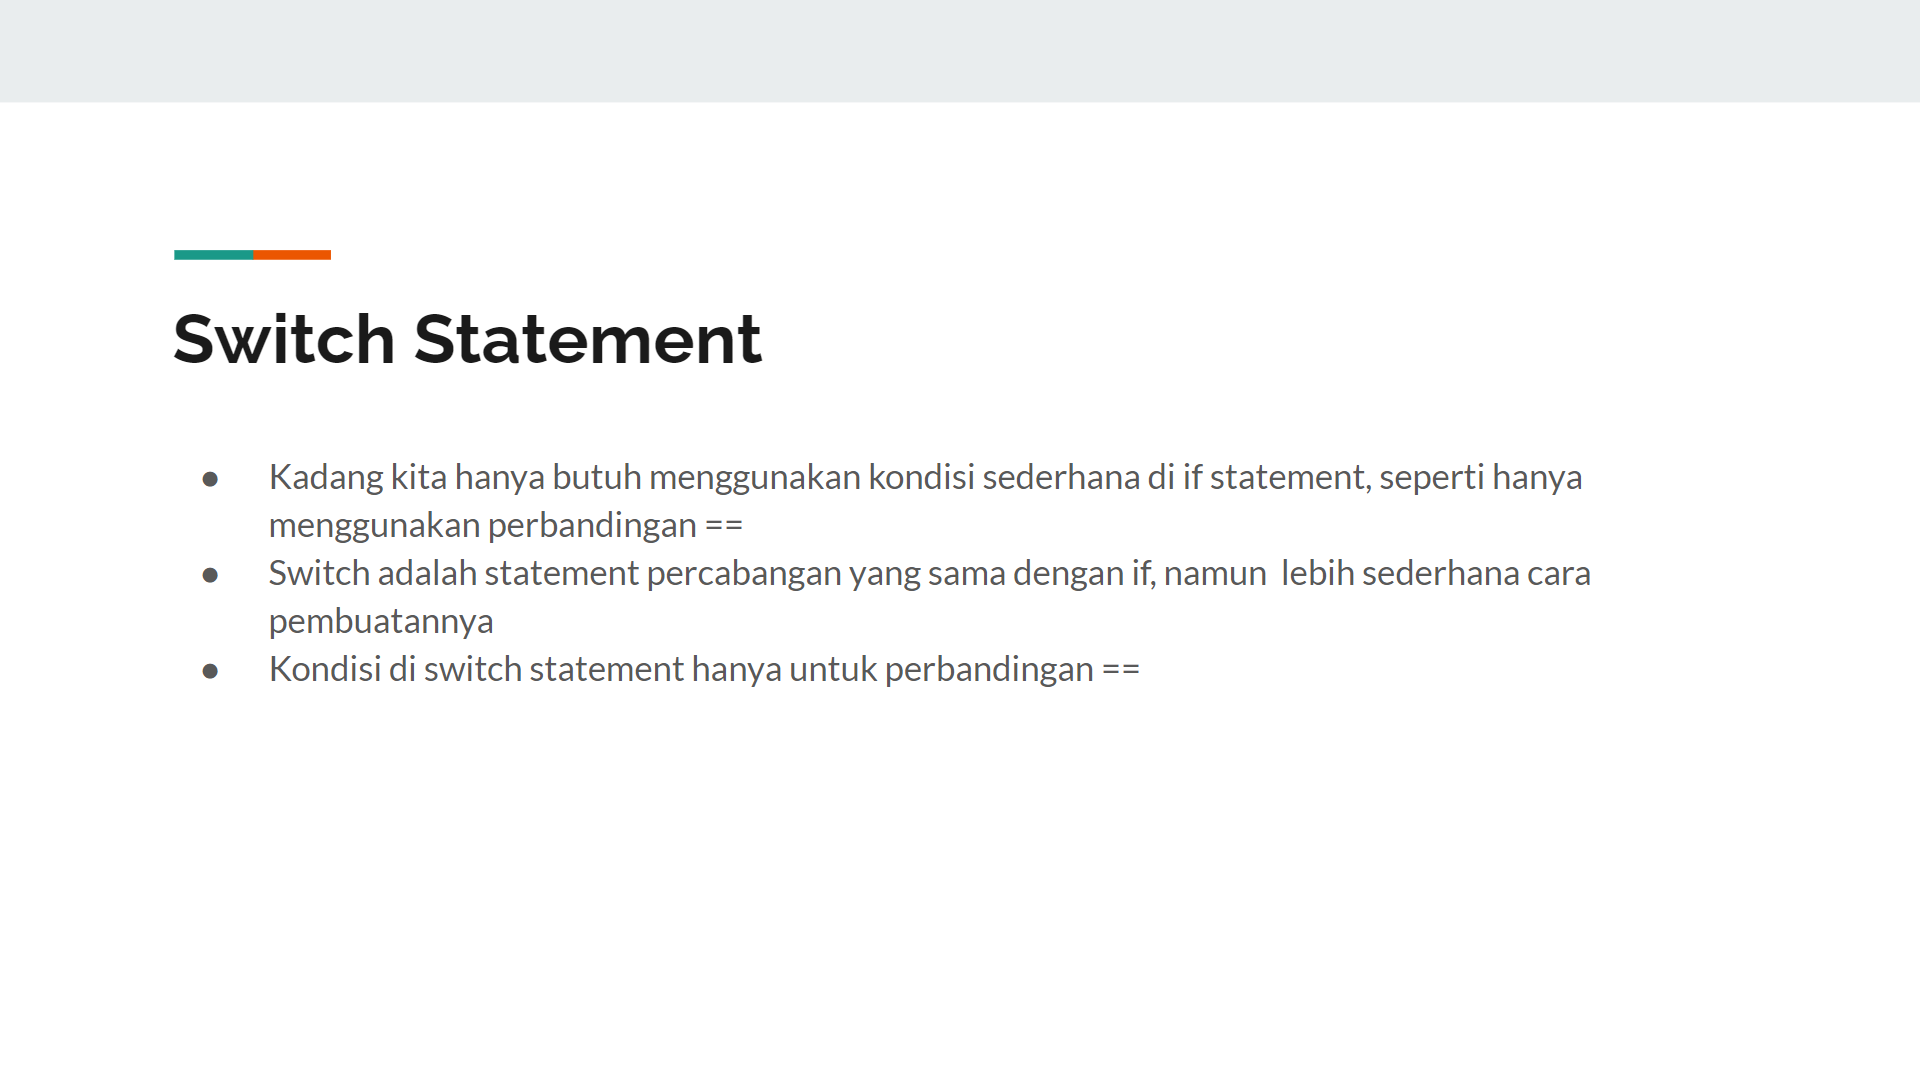 Switch Statement
● Kadang kita hanya butuh menggunakan kondisi sederhana di if statement, seperti hanya
menggunakan perbandingan ==
● Switch adalah statement percabangan yang sama dengan if, namun  lebih sederhana cara
pembuatannya
● Kondisi di switch statement hanya untuk perbandingan ==